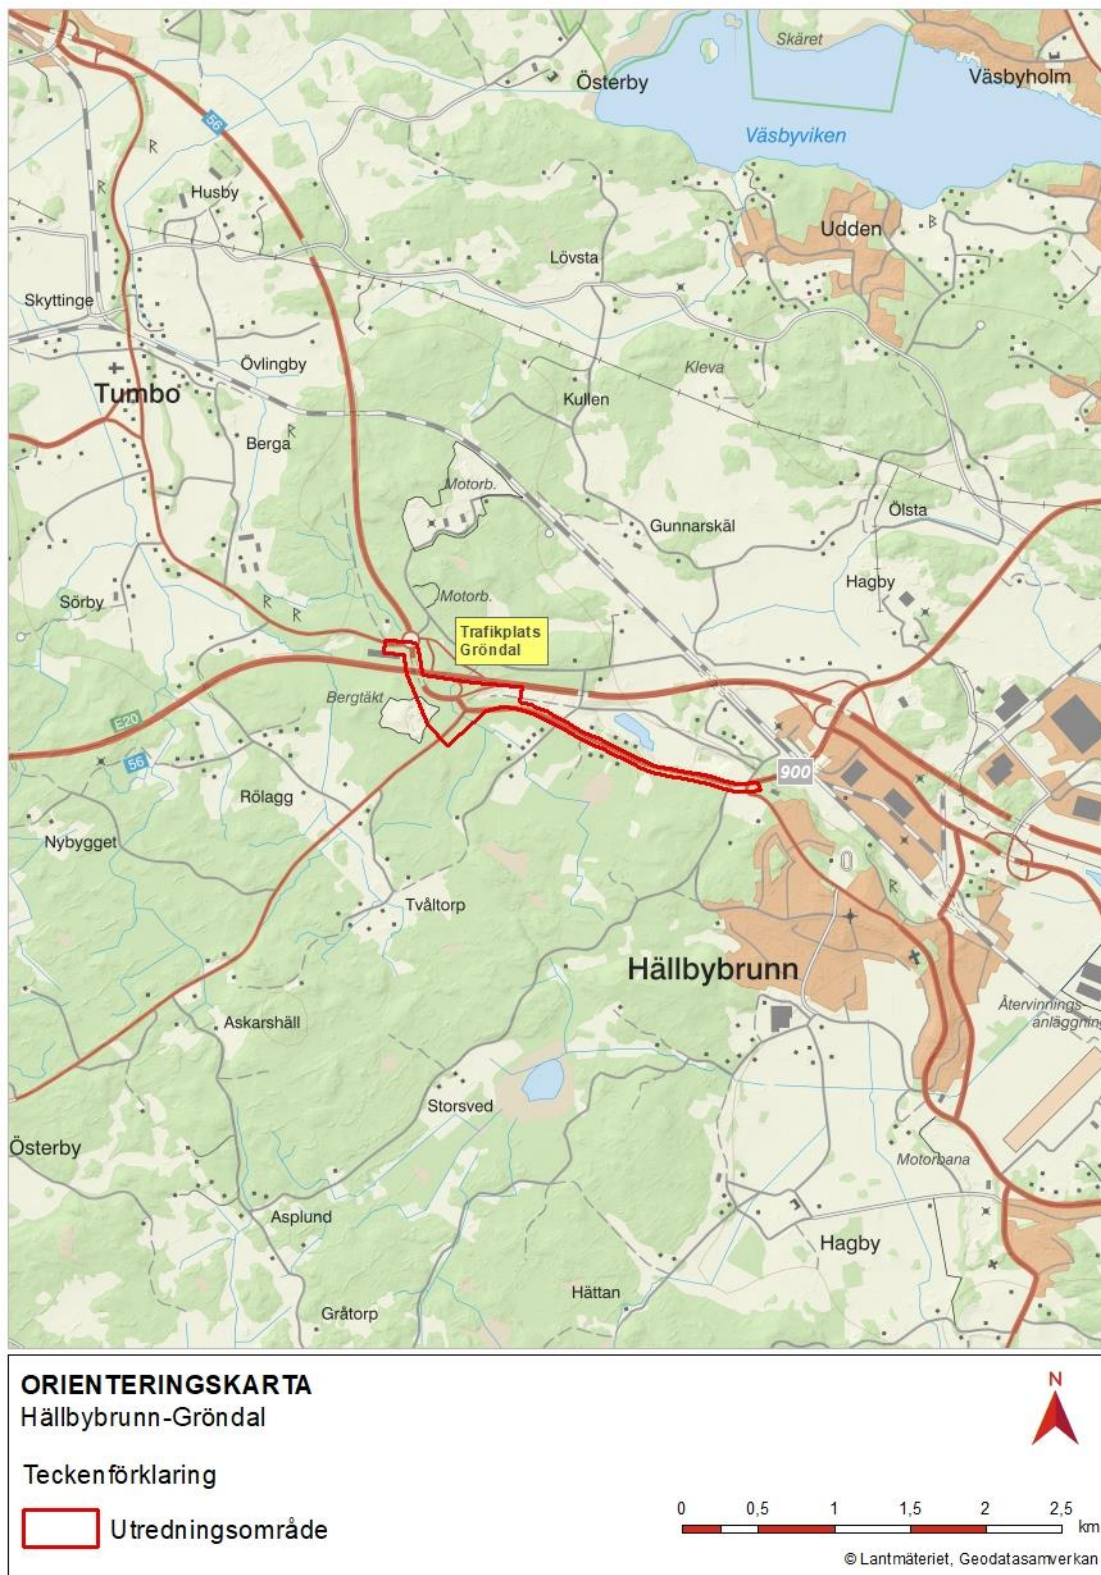 Skäret
Österby
Väsbyholm
56
Väsbyviken
R
R
Husby
Udden
B
Lövsta
Skyttinge
Övlingby
Kleva
Tumbo
Kullen
R
Berga
Motorb.
Ölsta
Gunnarskäl
Hagby
Motorb.
Sörby
R
R
Trafikplats
Gröndal
Bergtäkt
E20
56
900
Rölagg
Nybygget
R
Tvåltorp
Hällbybrunn
Återvinnings-
anläggning
Askarshäll
Storsved
Österby
Motorbana
Asplund
Hagby
Hättan
Gråtorp
ORIENTERINGSKARTA
Hällbybrunn-Gröndal
N
Teckenförklaring
Utredningsområde
0 0,5 1 1,5 2 2,5
km
© Lantmäteriet, Geodatasamverkan